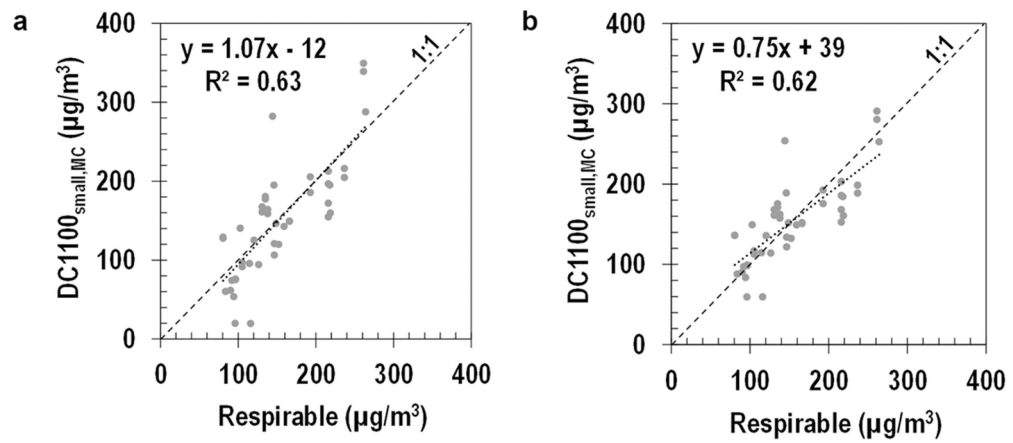 a
y = 1.07x - 12
R² = 0.63
1:1
DC1100small,MC (µg/m³)
400
300
200
100
0
0 100 200 300 400
Respirable (µg/m³)
b
y = 0.75x + 39
R² = 0.62
1:1
DC1100small,MC (µg/m³)
400
300
200
100
0
0 100 200 300 400
Respirable (µg/m³)